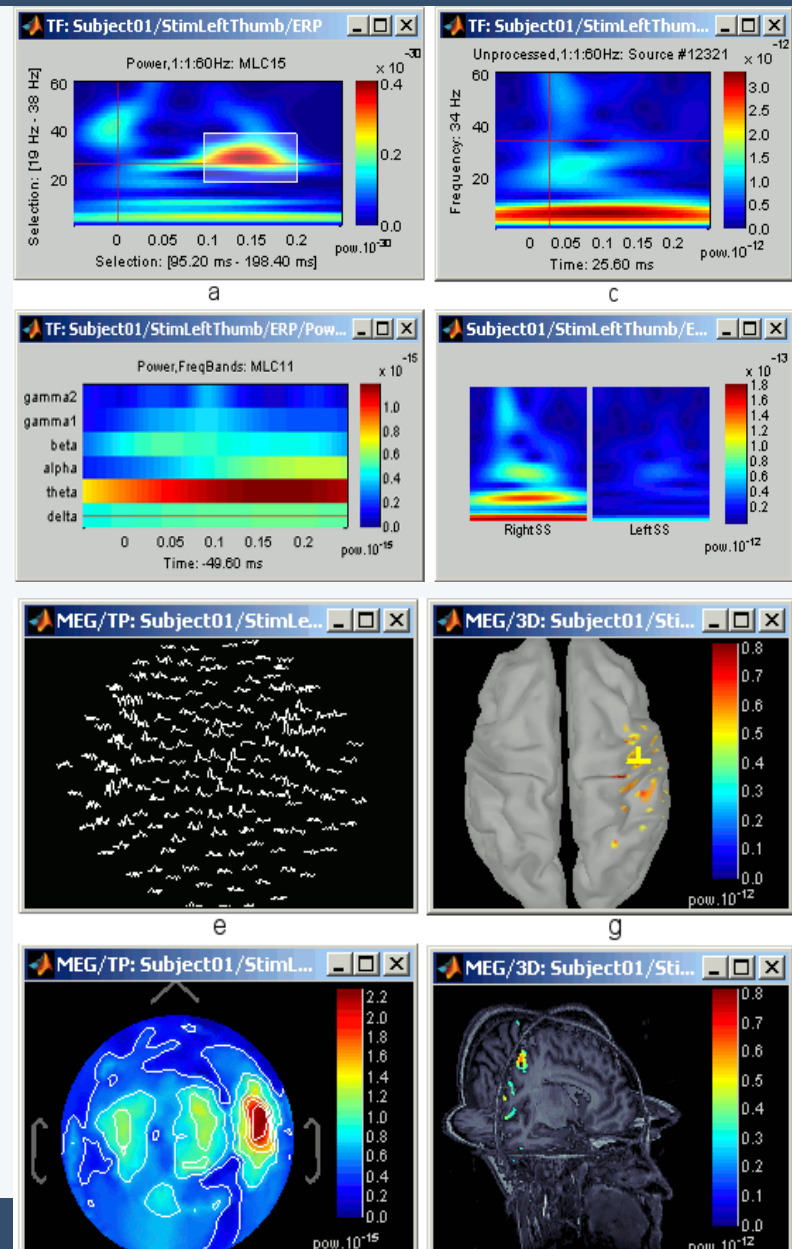 TF: Subject01/StimLeftThumb/ERP
Power,1:1:60Hz: MLC15
x 10
-30
60
40
20
Selection: [19 Hz - 38 Hz]
0.4
0.2
0.0
0 0.05 0.1 0.15 0.2
pow.10-30
Selection: [95.20 ms - 198.40 ms]
a
TF: Subject01/StimLeftThum...
Unprocessed,1:1:60Hz: Source #12321
x 10
-12
60
40
20
Frequency: 34 Hz
3.0
2.5
2.0
1.5
1.0
0.5
0.0
0 0.05 0.1 0.15 0.2
pow.10-12
Time: 25.60 ms
c
TF: Subject01/StimLeftThumb/ERP/Pow...
Power,FreqBands: MLC11
x 10
-15
gamma2
gamma1
beta
alpha
theta
delta
1.0
0.8
0.6
0.4
0.2
0.0
0 0.05 0.1 0.15 0.2
pow.10-15
Time: -49.60 ms
Subject01/StimLeftThumb/E...
x 10
-13
1.8
1.6
1.4
1.2
1.0
0.8
0.6
0.4
0.2
RightSS LeftSS
pow.10-12
MEG/TP: Subject01/StimLe...
e
MEG/3D: Subject01/Sti...
0.8
0.7
0.6
0.5
0.4
0.3
0.2
0.1
0.0
pow.10-12
g
MEG/TP: Subject01/StimL...
2.2
2.0
1.8
1.6
1.4
1.2
1.0
0.8
0.6
0.4
0.2
0.0
pow.10-15
MEG/3D: Subject01/Sti...
0.8
0.7
0.6
0.5
0.4
0.3
0.2
0.1
0.0
pow.10-12